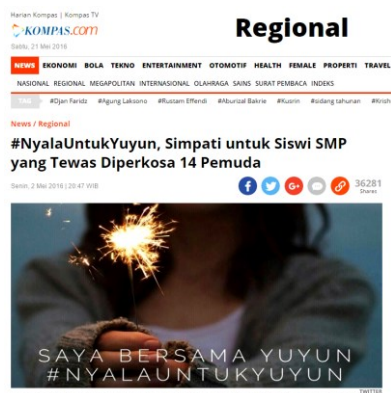 Harian Kompas | Kompas TV
KOMPAS.com
Sabtu, 21 Mei 2016
Regional
NEWS EKONOMI BOLA TEKNO ENTERTAINMENT OTOMOTIF HEALTH FEMALE PROPERTI TRAVEL
NASIONAL REGIONAL MEGAPOLITAN INTERNASIONAL OLAHRAGA SAINS SURAT PEMBACA INDEKS
TAG #Djan Faridz #Agung Laksono #Rustam Effendi #Aburizal Bakrie #Kusrin #sidang tahunan #Krish
News / Regional
#NyalaUntukYuyun, Simpati untuk Siswi SMP
yang Tewas Diperkosa 14 Pemuda
Senin, 2 Mei 2016 | 20:47 WIB
36281
Shares
SAYA BERSAMA YUYUN
#NYALAUNTUKYUYUN
TWITTER